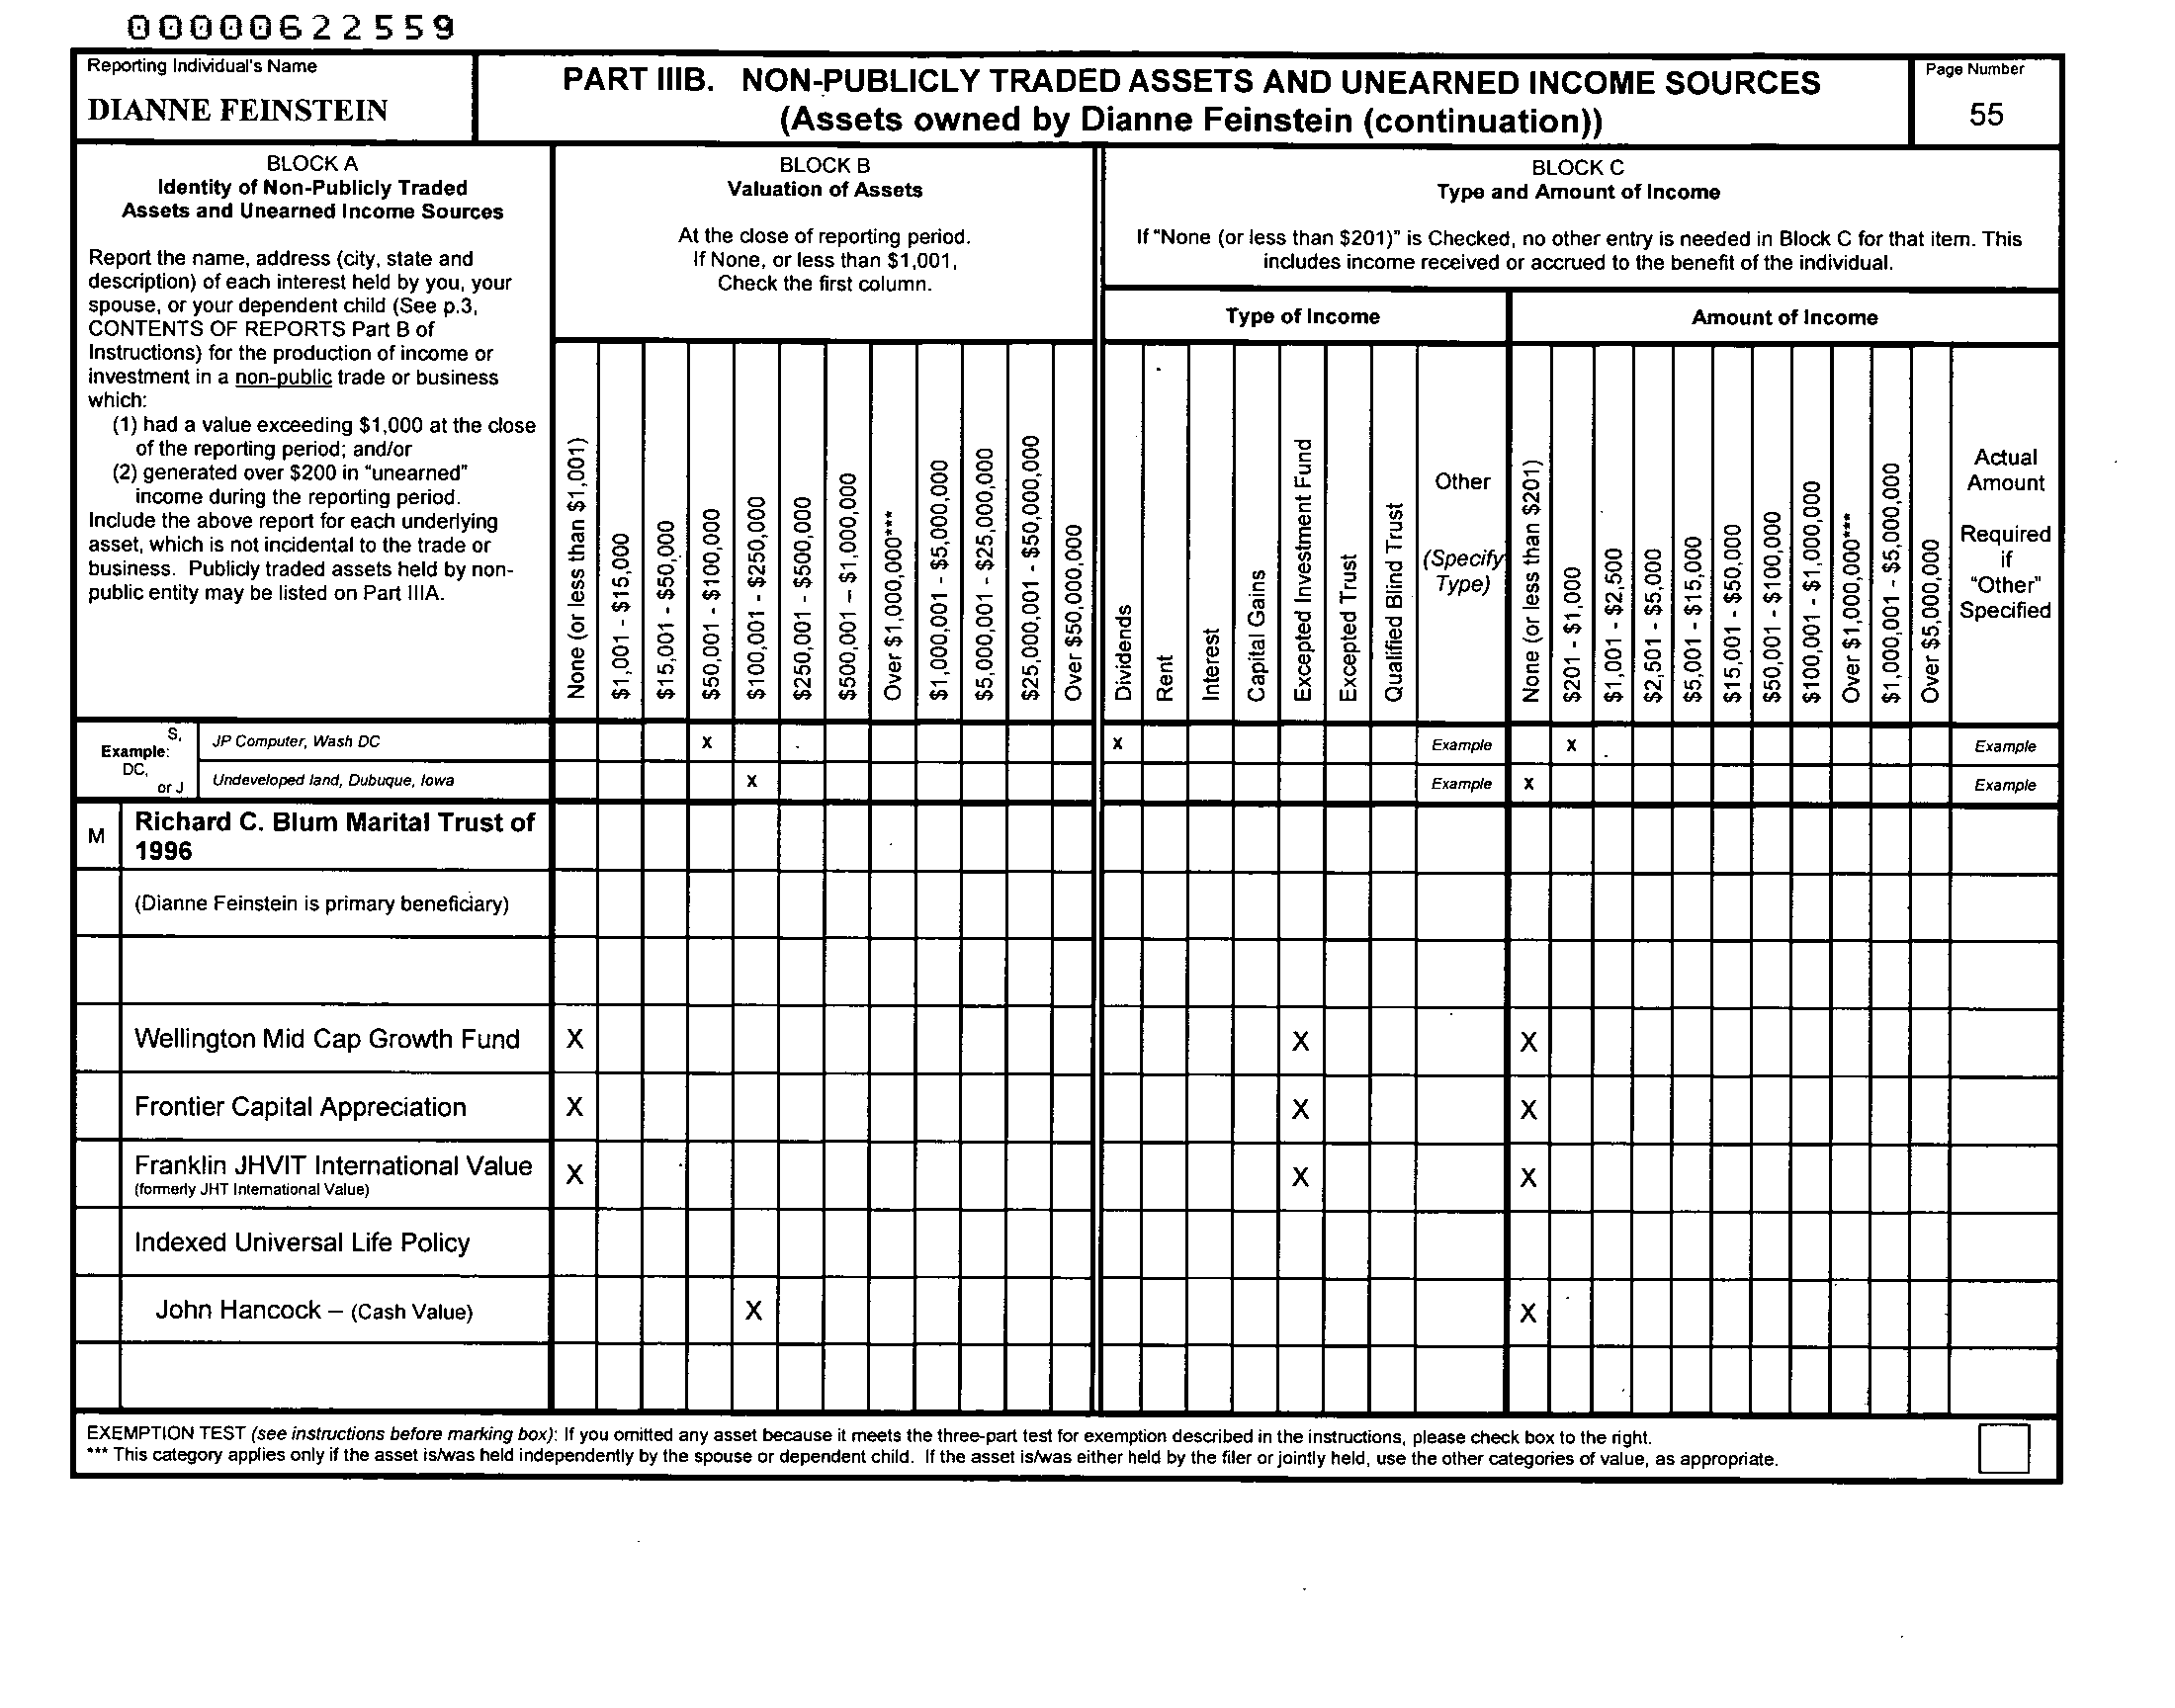 00000622559
Reporting Individual's Name
DIANNE FEINSTEIN
PART IIIB. NON-PUBLICLY TRADED ASSETS AND UNEARNED INCOME SOURCES
(Assets owned by Dianne Feinstein (continuation))
Page Number
55
BLOCK A
Identity of Non-Publicly Traded
Assets and Unearned Income Sources
Report the name, address (city, state and
description) of each interest held by you, your
spouse, or your dependent child (See p.3,
CONTENTS OF REPORTS Part B of
Instructions) for the production of income or
investment in a non-public trade or business
which:
(1) had a value exceeding $1,000 at the close
of the reporting period; and/or
(2) generated over $200 in "unearned"
income during the reporting period.
Include the above report for each underlying
asset, which is not incidental to the trade or
business. Publicly traded assets held by non-
public entity may be listed on Part IIIA.
BLOCK B
Valuation of Assets
At the close of reporting period.
If None, or less than $1,001,
Check the first column.
BLOCK C
Type and Amount of Income
If "None (or less than $201)" is Checked, no other entry is needed in Block C for that item. This
includes income received or accrued to the benefit of the individual.
Type of Income
Amount of Income
None (or less than $1,001)
$1,001 - $15,000
$15,001 - $50,000
$50,001 - $100,000
$100,001 - $250,000
$250,001 - $500,000
$500,001 – $1,000,000
Over $1,000,000***
$1,000,001 - $5,000,000
$5,000,001 - $25,000,000
$25,000,001 - $50,000,000
Over $50,000,000
Dividends
Rent
Interest
Capital Gains
Excepted Investment Fund
Excepted Trust
Qualified Blind Trust
Other
(Specify
Type)
None (or less than $201)
$201 - $1,000
$1,001 - $2,500
$2,501 - $5,000
$5,001 - $15,000
$15,001 - $50,000
$50,001 - $100,000
$100,001 - $1,000,000
Over $1,000,000***
$1,000,001 - $5,000,000
Over $5,000,000
Actual
Amount
Required
if
"Other"
Specified
S,
Example:
DC,
or J
JP Computer, Wash DC X X Example X Example
Undeveloped land, Dubuque, Iowa X Example X Example
M Richard C. Blum Marital Trust of
1996
(Dianne Feinstein is primary beneficiary)
Wellington Mid Cap Growth Fund X X X
Frontier Capital Appreciation X X X
Franklin JHVIT International Value X X X
(formerly JHT International Value)
Indexed Universal Life Policy
John Hancock – (Cash Value) X X
EXEMPTION TEST (see instructions before marking box): If you omitted any asset because it meets the three-part test for exemption described in the instructions, please check box to the right.
*** This category applies only if the asset is/was held independently by the spouse or dependent child. If the asset is/was either held by the filer or jointly held, use the other categories of value, as appropriate.